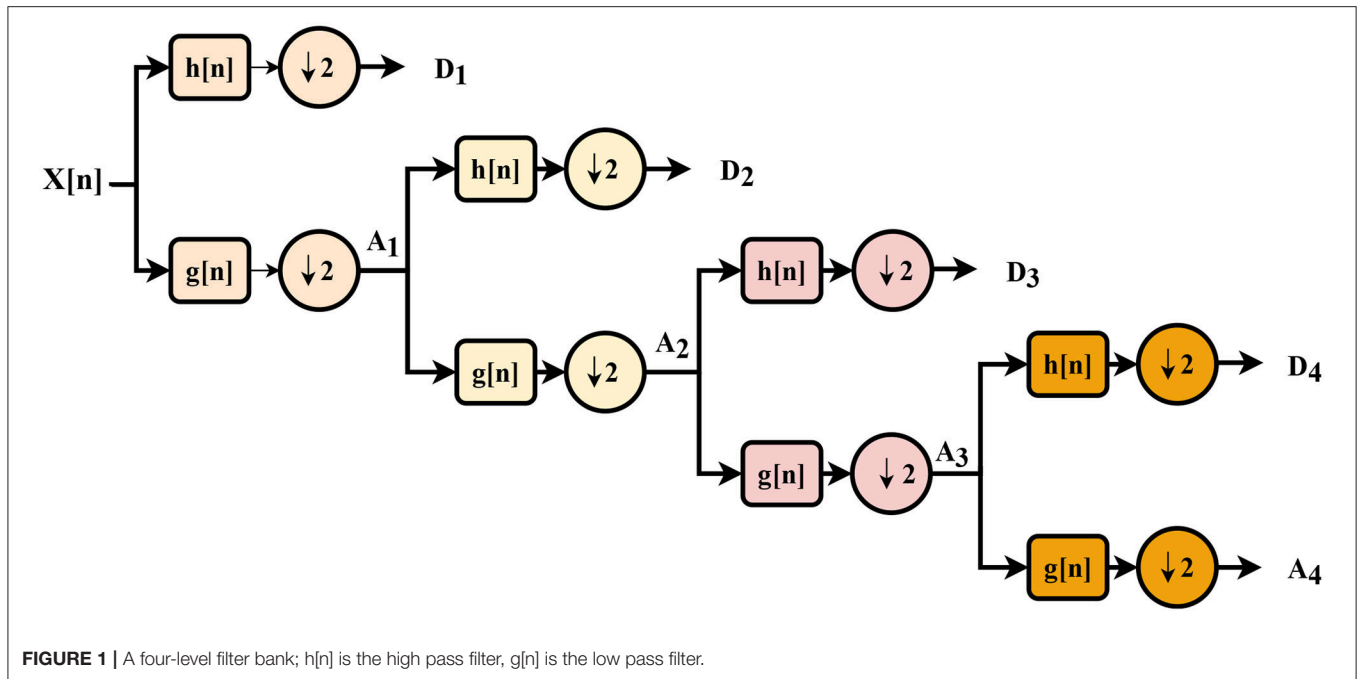 h[n] ↓2 D1
h[n] ↓2 D2
X[n]
g[n] ↓2 A1
h[n] ↓2 D3
g[n] ↓2 A2
h[n] ↓2 D4
g[n] ↓2 A3
g[n] ↓2 A4
FIGURE 1 | A four-level filter bank; h[n] is the high pass filter, g[n] is the low pass filter.